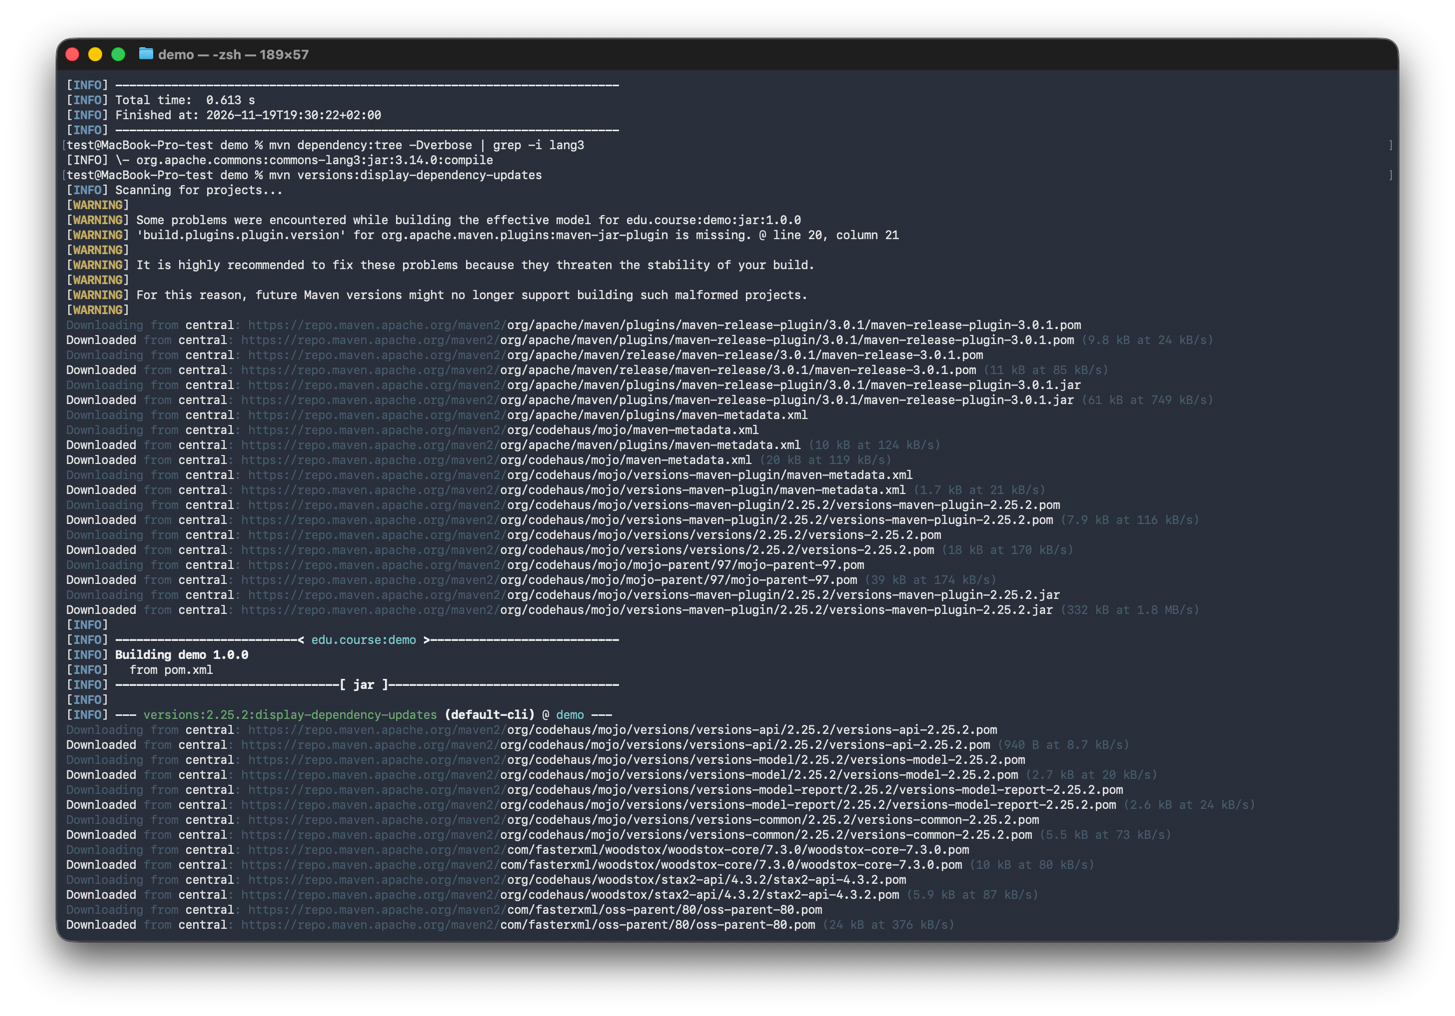 demo — -zsh — 189×57
[INFO] ------------------------------------------------------------------------
[INFO] Total time:  0.613 s
[INFO] Finished at: 2026-11-19T19:30:22+02:00
[INFO] ------------------------------------------------------------------------
[test@MacBook-Pro-test demo % mvn dependency:tree -Dverbose | grep -i lang3 ]
[INFO] \- org.apache.commons:commons-lang3:jar:3.14.0:compile
[test@MacBook-Pro-test demo % mvn versions:display-dependency-updates ]
[INFO] Scanning for projects...
[WARNING]
[WARNING] Some problems were encountered while building the effective model for edu.course:demo:jar:1.0.0
[WARNING] 'build.plugins.plugin.version' for org.apache.maven.plugins:maven-jar-plugin is missing. @ line 20, column 21
[WARNING]
[WARNING] It is highly recommended to fix these problems because they threaten the stability of your build.
[WARNING]
[WARNING] For this reason, future Maven versions might no longer support building such malformed projects.
[WARNING]
Downloading from central: https://repo.maven.apache.org/maven2/org/apache/maven/plugins/maven-release-plugin/3.0.1/maven-release-plugin-3.0.1.pom
Downloaded from central: https://repo.maven.apache.org/maven2/org/apache/maven/plugins/maven-release-plugin/3.0.1/maven-release-plugin-3.0.1.pom (9.8 kB at 24 kB/s)
Downloading from central: https://repo.maven.apache.org/maven2/org/apache/maven/release/maven-release/3.0.1/maven-release-3.0.1.pom
Downloaded from central: https://repo.maven.apache.org/maven2/org/apache/maven/release/maven-release/3.0.1/maven-release-3.0.1.pom (11 kB at 85 kB/s)
Downloading from central: https://repo.maven.apache.org/maven2/org/apache/maven/plugins/maven-release-plugin/3.0.1/maven-release-plugin-3.0.1.jar
Downloaded from central: https://repo.maven.apache.org/maven2/org/apache/maven/plugins/maven-release-plugin/3.0.1/maven-release-plugin-3.0.1.jar (61 kB at 749 kB/s)
Downloading from central: https://repo.maven.apache.org/maven2/org/apache/maven/plugins/maven-metadata.xml
Downloading from central: https://repo.maven.apache.org/maven2/org/codehaus/mojo/maven-metadata.xml
Downloaded from central: https://repo.maven.apache.org/maven2/org/apache/maven/plugins/maven-metadata.xml (10 kB at 124 kB/s)
Downloaded from central: https://repo.maven.apache.org/maven2/org/codehaus/mojo/maven-metadata.xml (20 kB at 119 kB/s)
Downloading from central: https://repo.maven.apache.org/maven2/org/codehaus/mojo/versions-maven-plugin/maven-metadata.xml
Downloaded from central: https://repo.maven.apache.org/maven2/org/codehaus/mojo/versions-maven-plugin/maven-metadata.xml (1.7 kB at 21 kB/s)
Downloading from central: https://repo.maven.apache.org/maven2/org/codehaus/mojo/versions-maven-plugin/2.25.2/versions-maven-plugin-2.25.2.pom
Downloaded from central: https://repo.maven.apache.org/maven2/org/codehaus/mojo/versions-maven-plugin/2.25.2/versions-maven-plugin-2.25.2.pom (7.9 kB at 116 kB/s)
Downloading from central: https://repo.maven.apache.org/maven2/org/codehaus/mojo/versions/versions/2.25.2/versions-2.25.2.pom
Downloaded from central: https://repo.maven.apache.org/maven2/org/codehaus/mojo/versions/versions/2.25.2/versions-2.25.2.pom (18 kB at 170 kB/s)
Downloading from central: https://repo.maven.apache.org/maven2/org/codehaus/mojo/mojo-parent/97/mojo-parent-97.pom
Downloaded from central: https://repo.maven.apache.org/maven2/org/codehaus/mojo/mojo-parent/97/mojo-parent-97.pom (39 kB at 174 kB/s)
Downloading from central: https://repo.maven.apache.org/maven2/org/codehaus/mojo/versions-maven-plugin/2.25.2/versions-maven-plugin-2.25.2.jar
Downloaded from central: https://repo.maven.apache.org/maven2/org/codehaus/mojo/versions-maven-plugin/2.25.2/versions-maven-plugin-2.25.2.jar (332 kB at 1.8 MB/s)
[INFO]
[INFO] --------------------------< edu.course:demo >---------------------------
[INFO] Building demo 1.0.0
[INFO]   from pom.xml
[INFO] --------------------------------[ jar ]---------------------------------
[INFO]
[INFO] --- versions:2.25.2:display-dependency-updates (default-cli) @ demo ---
Downloading from central: https://repo.maven.apache.org/maven2/org/codehaus/mojo/versions/versions-api/2.25.2/versions-api-2.25.2.pom
Downloaded from central: https://repo.maven.apache.org/maven2/org/codehaus/mojo/versions/versions-api/2.25.2/versions-api-2.25.2.pom (940 B at 8.7 kB/s)
Downloading from central: https://repo.maven.apache.org/maven2/org/codehaus/mojo/versions/versions-model/2.25.2/versions-model-2.25.2.pom
Downloaded from central: https://repo.maven.apache.org/maven2/org/codehaus/mojo/versions/versions-model/2.25.2/versions-model-2.25.2.pom (2.7 kB at 20 kB/s)
Downloading from central: https://repo.maven.apache.org/maven2/org/codehaus/mojo/versions/versions-model-report/2.25.2/versions-model-report-2.25.2.pom
Downloaded from central: https://repo.maven.apache.org/maven2/org/codehaus/mojo/versions/versions-model-report/2.25.2/versions-model-report-2.25.2.pom (2.6 kB at 24 kB/s)
Downloading from central: https://repo.maven.apache.org/maven2/org/codehaus/mojo/versions/versions-common/2.25.2/versions-common-2.25.2.pom
Downloaded from central: https://repo.maven.apache.org/maven2/org/codehaus/mojo/versions/versions-common/2.25.2/versions-common-2.25.2.pom (5.5 kB at 73 kB/s)
Downloading from central: https://repo.maven.apache.org/maven2/com/fasterxml/woodstox/woodstox-core/7.3.0/woodstox-core-7.3.0.pom
Downloaded from central: https://repo.maven.apache.org/maven2/com/fasterxml/woodstox/woodstox-core/7.3.0/woodstox-core-7.3.0.pom (10 kB at 80 kB/s)
Downloading from central: https://repo.maven.apache.org/maven2/org/codehaus/woodstox/stax2-api/4.3.2/stax2-api-4.3.2.pom
Downloaded from central: https://repo.maven.apache.org/maven2/org/codehaus/woodstox/stax2-api/4.3.2/stax2-api-4.3.2.pom (5.9 kB at 87 kB/s)
Downloading from central: https://repo.maven.apache.org/maven2/com/fasterxml/oss-parent/80/oss-parent-80.pom
Downloaded from central: https://repo.maven.apache.org/maven2/com/fasterxml/oss-parent/80/oss-parent-80.pom (24 kB at 376 kB/s)